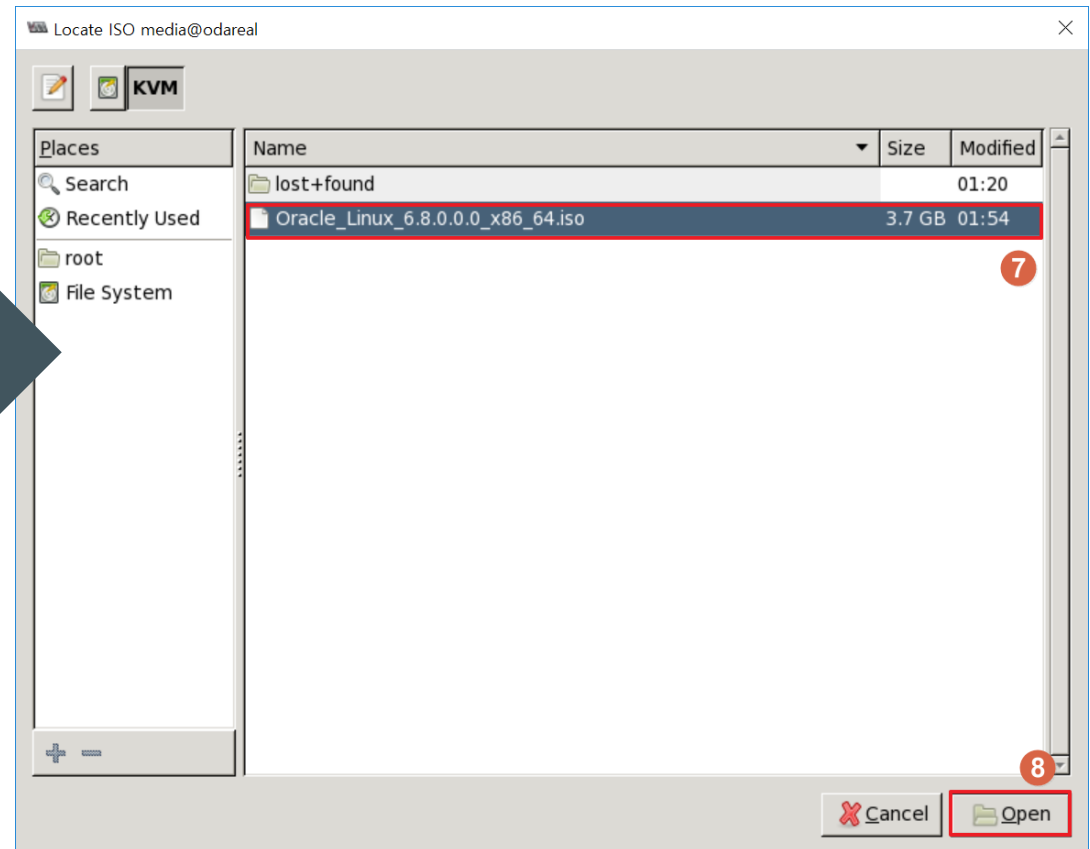 Locate ISO media@odareal
KVM
Places
Name Size Modified
Search
lost+found 01:20
Recently Used
Oracle_Linux_6.8.0.0.0_x86_64.iso 3.7 GB 01:54
root
7
File System
8
Cancel Open